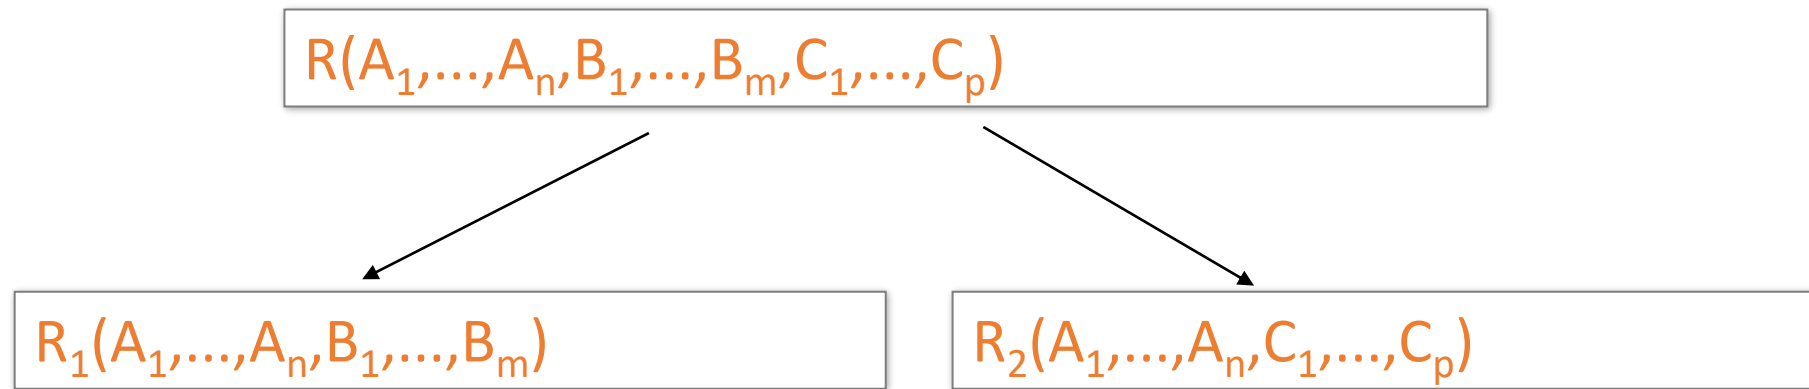 R(A₁,...,Aₙ,B₁,...,Bₘ,C₁,...,Cₚ)
R₁(A₁,...,Aₙ,B₁,...,Bₘ)
R₂(A₁,...,Aₙ,C₁,...,Cₚ)